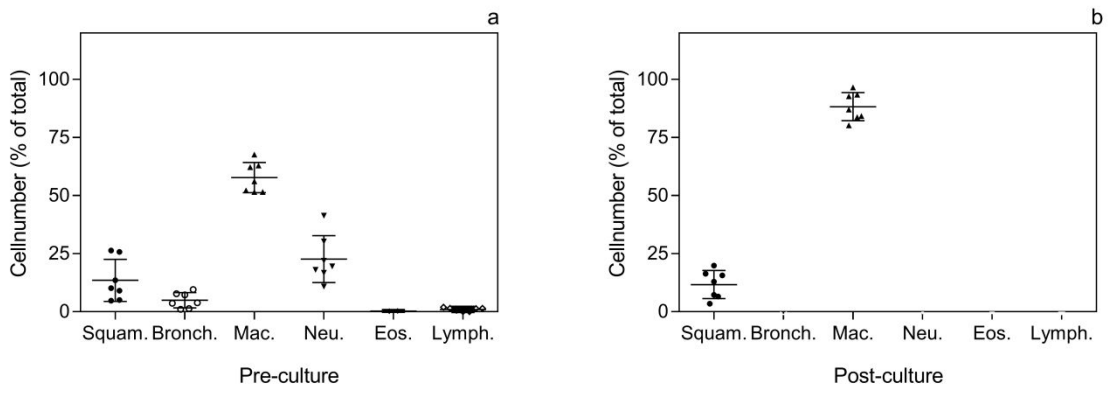 a
Cellnumber (% of total)
100
75
50
25
0
Squam. Bronch. Mac. Neu. Eos. Lymph.
Pre-culture
b
Cellnumber (% of total)
100
75
50
25
0
Squam. Bronch. Mac. Neu. Eos. Lymph.
Post-culture